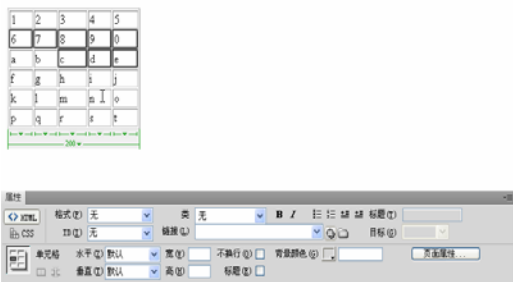 1 2 3 4 5
6 7 8 9 0
a b c d e
f g h i j
k l m n o
p q r s t
200
属性
<> HTML 格式(F) 无 类 无 B I 标题(T)
CSS ID(I) 无 链接(L) 目标(G)
单元格 水平(Z) 默认 宽(W) 不换行(O) 背景颜色(G) 页面属性...
垂直(T) 默认 高(H) 标题(E)